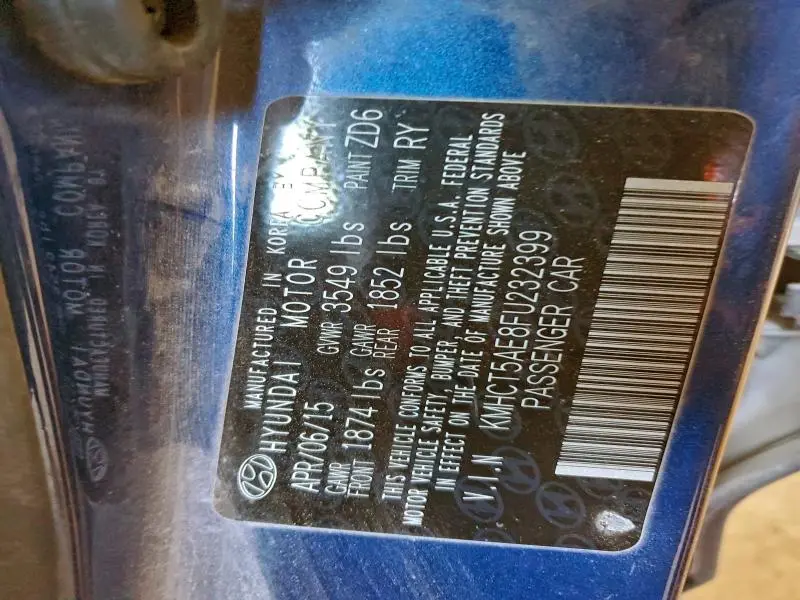 MANUFACTURED IN KOREA BY
HYUNDAI MOTOR COMPANY
APR/06/15 GVWR 3549 lbs PAINT ZD6
GAWR FRONT 1874 lbs GAWR REAR 1852 lbs TRIM RY
THIS VEHICLE CONFORMS TO ALL APPLICABLE U.S.A. FEDERAL
MOTOR VEHICLE SAFETY, BUMPER, AND THEFT PREVENTION STANDARDS
IN EFFECT ON THE DATE OF MANUFACTURE SHOWN ABOVE
. V.I.N KMHCT5AE8FU232399
PASSENGER CAR